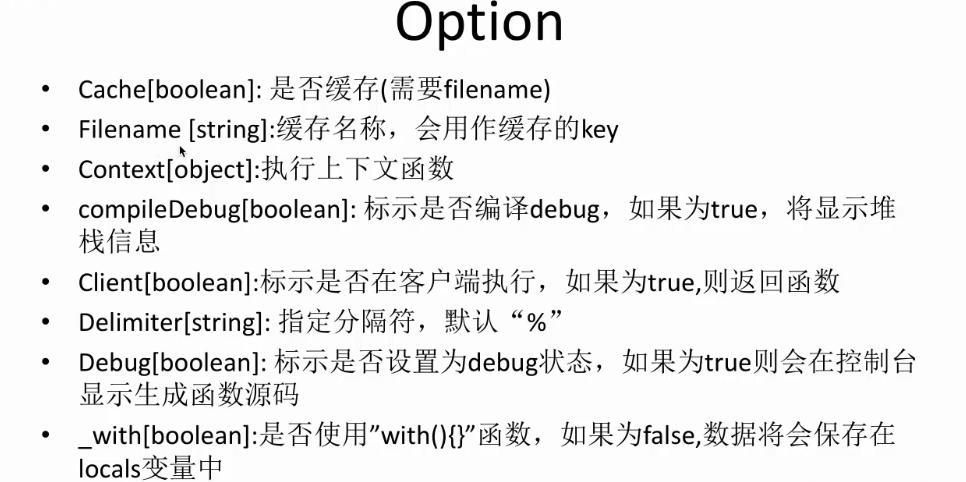 Option
• Cache[boolean]: 是否缓存(需要filename)
• Filename [string]:缓存名称，会用作缓存的key
• Context[object]:执行上下文函数
• compileDebug[boolean]: 标示是否编译debug，如果为true，将显示堆
栈信息
• Client[boolean]:标示是否在客户端执行，如果为true,则返回函数
• Delimiter[string]: 指定分隔符，默认“%”
• Debug[boolean]: 标示是否设置为debug状态，如果为true则会在控制台
显示生成函数源码
• _with[boolean]:是否使用”with(){}”函数，如果为false,数据将会保存在
locals变量中